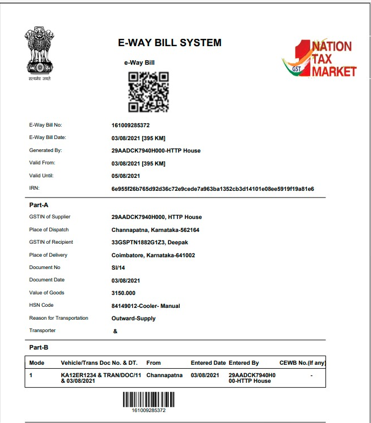 E-WAY BILL SYSTEM
e-Way Bill
सत्यमेव जयते
GST
NATION
TAX
MARKET
E-Way Bill No: 161009285372
E-Way Bill Date: 03/08/2021 [395 KM]
Generated By: 29AADCK7940H000-HTTP House
Valid From: 03/08/2021 [395 KM]
Valid Until: 05/08/2021
IRN: 6e955f26b765d92d36c72e9cede7a963ba1352cb3d14101e08ee5919f19a81e6
Part-A
GSTIN of Supplier 29AADCK7940H000, HTTP House
Place of Dispatch Channapatna, Karnataka-562164
GSTIN of Recipient 33GSPTN1882G1Z3, Deepak
Place of Delivery Coimbatore, Karnataka-641002
Document No SI/14
Document Date 03/08/2021
Value of Goods 3150.000
HSN Code 84149012-Cooler- Manual
Reason for Transportation Outward-Supply
Transporter &
Part-B
Mode Vehicle/Trans Doc No. & DT. From Entered Date Entered By CEWB No.(If any)
1 KA12ER1234 & TRAN/DOC/11 Channapatna 03/08/2021 29AADCK7940H0 -
& 03/08/2021 00-HTTP House
161009285372